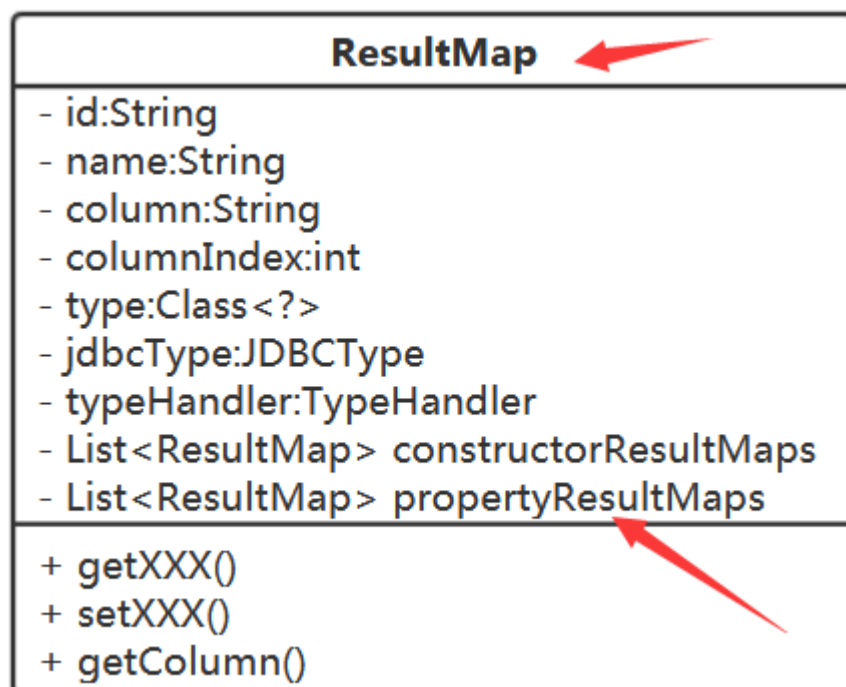 ResultMap
- id:String
- name:String
- column:String
- columnIndex:int
- type:Class<?>
- jdbcType:JDBCType
- typeHandler:TypeHandler
- List<ResultMap> constructorResultMaps
- List<ResultMap> propertyResultMaps
+ getXXX()
+ setXXX()
+ getColumn()